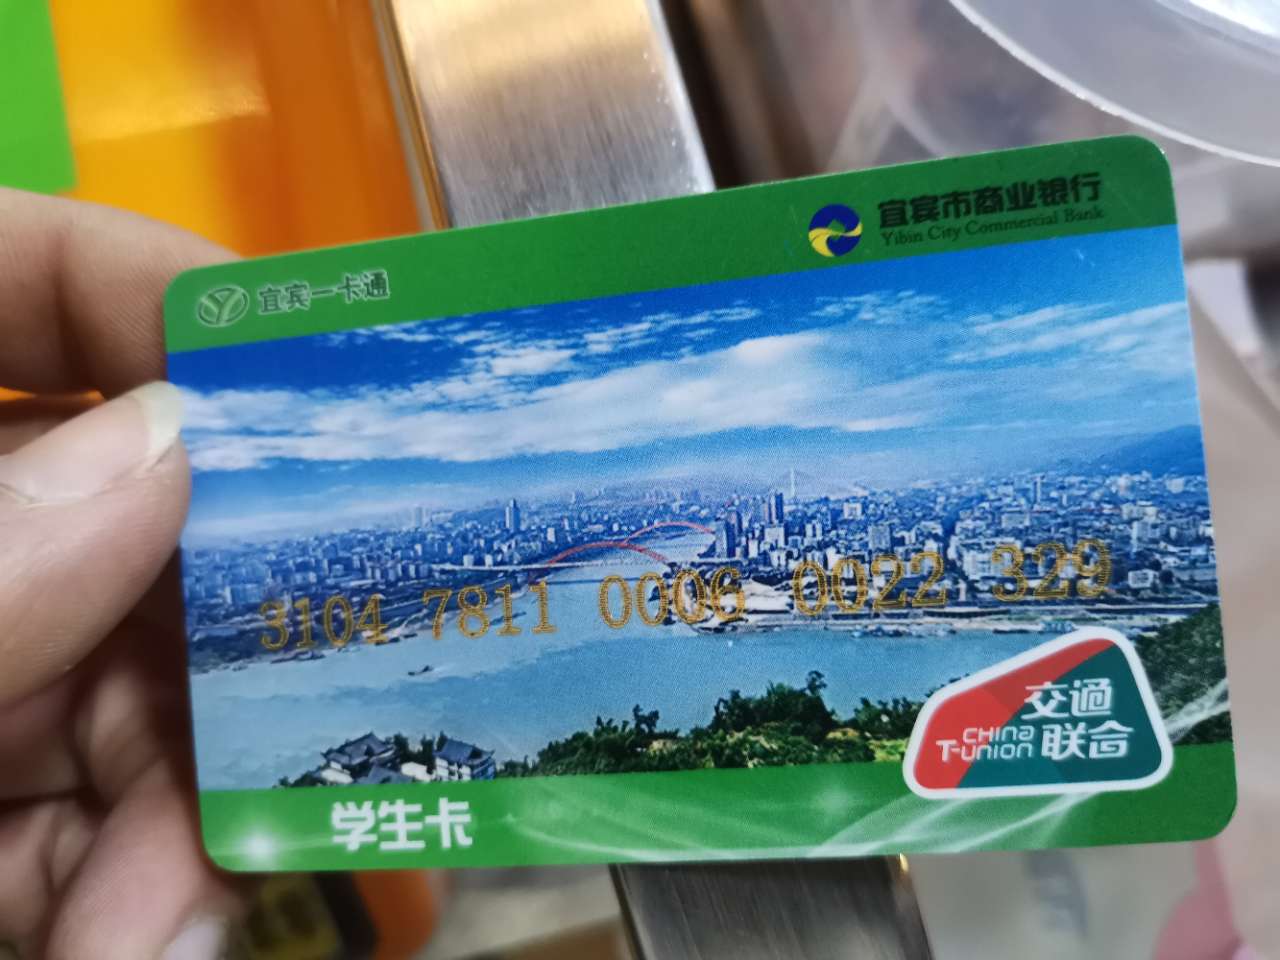 宜宾市商业银行
Yibin City Commercial Bank
宜宾一卡通
3104 7811 0006 0022 329
交通
CHINA
T-UNION 联合
学生卡